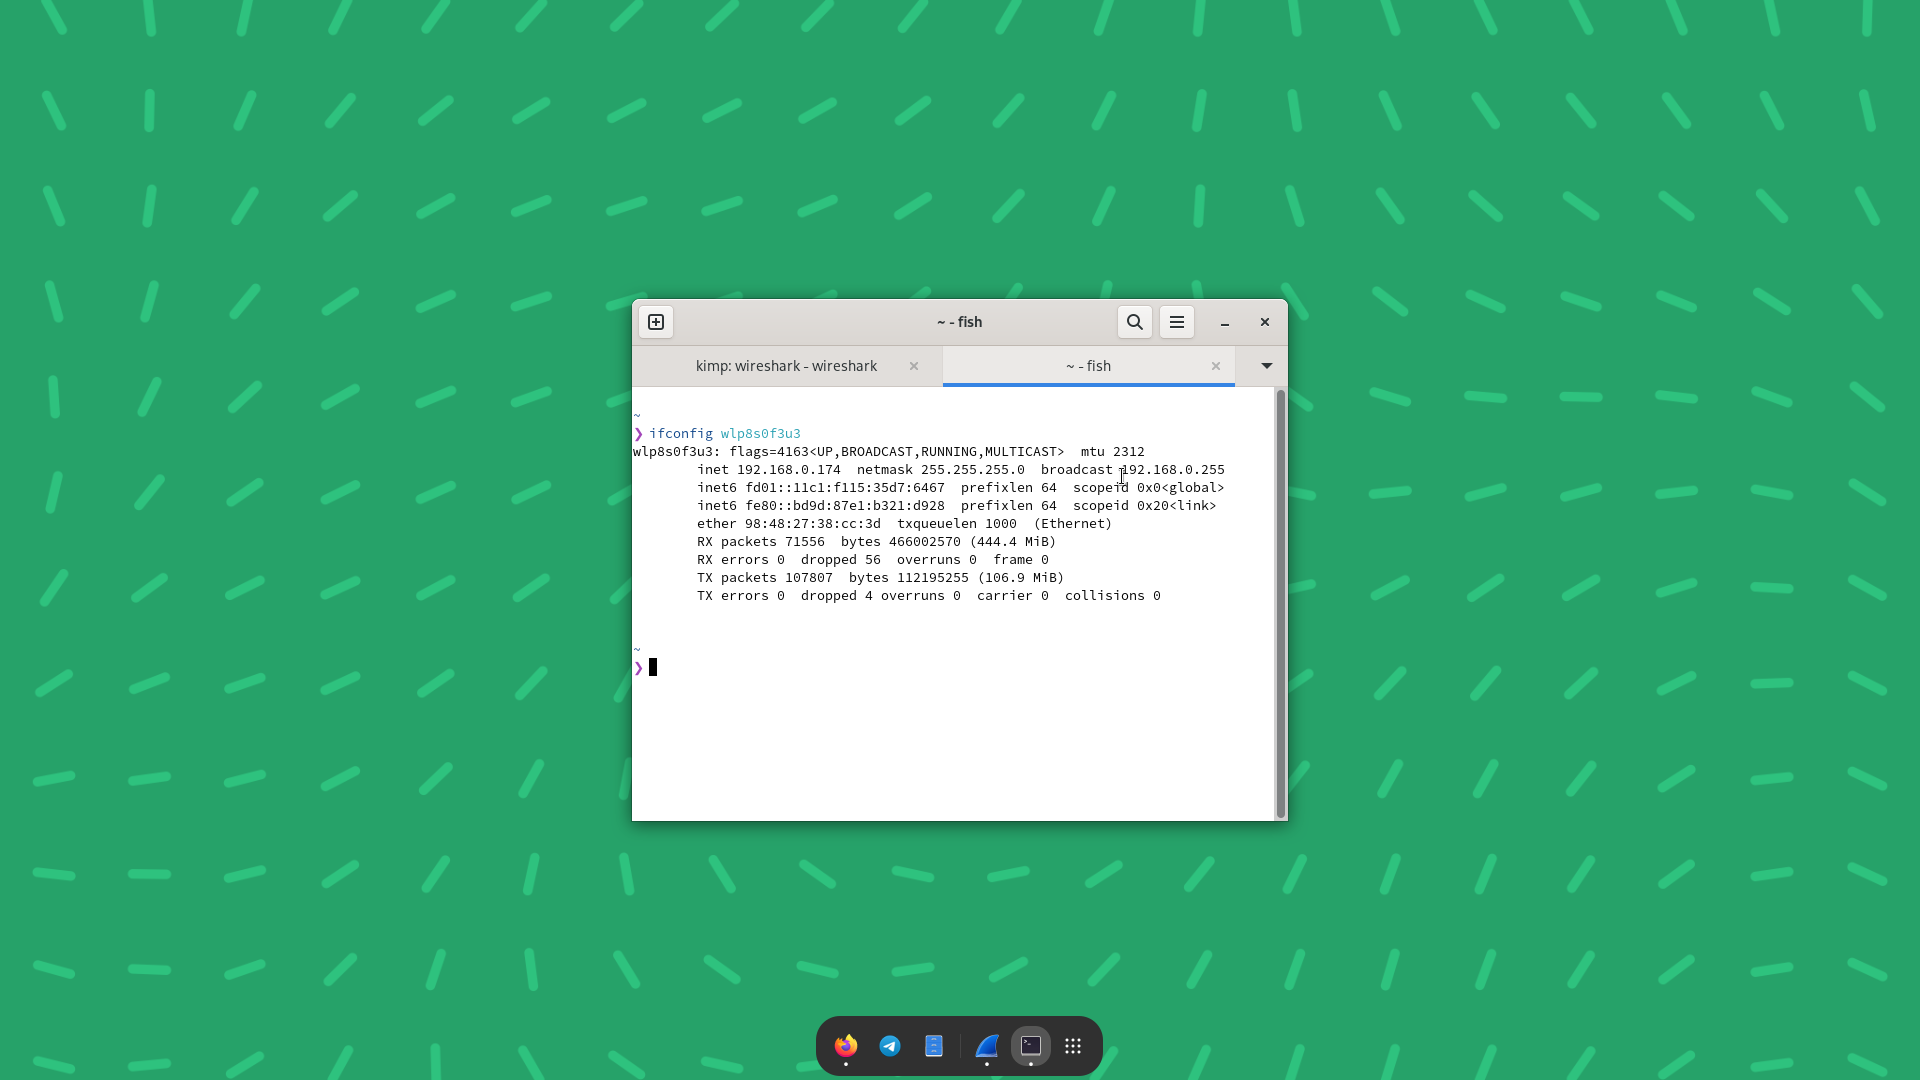 ~ - fish
kimp: wireshark - wireshark
~ - fish
~
❯ ifconfig wlp8s0f3u3
wlp8s0f3u3: flags=4163<UP,BROADCAST,RUNNING,MULTICAST>  mtu 2312
        inet 192.168.0.174  netmask 255.255.255.0  broadcast 192.168.0.255
        inet6 fd01::11c1:f115:35d7:6467  prefixlen 64  scopeid 0x0<global>
        inet6 fe80::bd9d:87e1:b321:d928  prefixlen 64  scopeid 0x20<link>
        ether 98:48:27:38:cc:3d  txqueuelen 1000  (Ethernet)
        RX packets 71556  bytes 466002570 (444.4 MiB)
        RX errors 0  dropped 56  overruns 0  frame 0
        TX packets 107807  bytes 112195255 (106.9 MiB)
        TX errors 0  dropped 4 overruns 0  carrier 0  collisions 0
~
❯